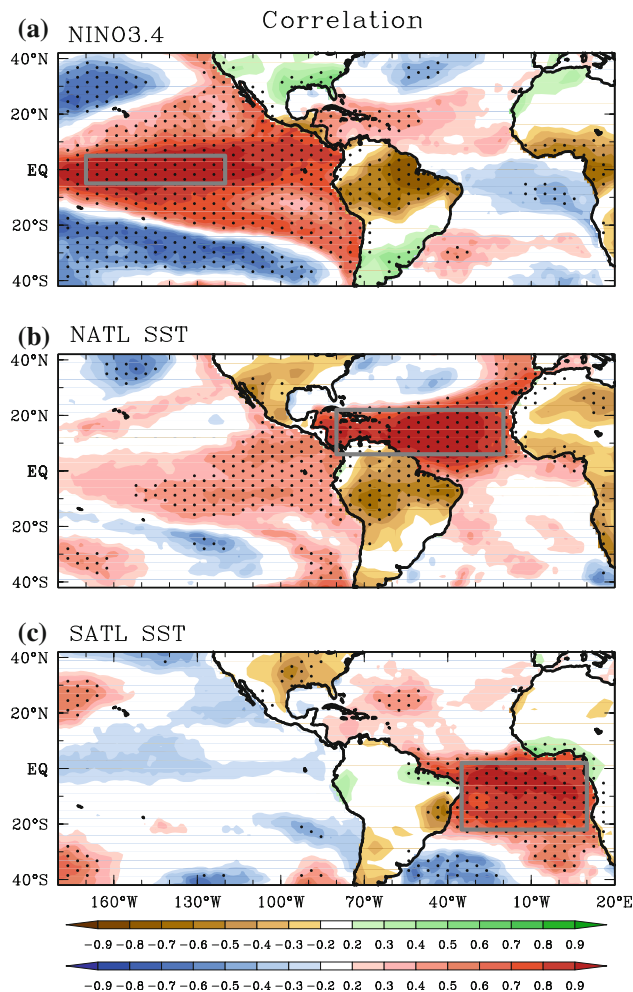 Correlation
(a) NINO3.4
40°N
20°N
EQ
20°S
40°S
(b) NATL SST
40°N
20°N
EQ
20°S
40°S
(c) SATL SST
40°N
20°N
EQ
20°S
40°S
160°W 130°W 100°W 70°W 40°W 10°W 20°E
-0.9 -0.8 -0.7 -0.6 -0.5 -0.4 -0.3 -0.2 0.2 0.3 0.4 0.5 0.6 0.7 0.8 0.9
-0.9 -0.8 -0.7 -0.6 -0.5 -0.4 -0.3 -0.2 0.2 0.3 0.4 0.5 0.6 0.7 0.8 0.9